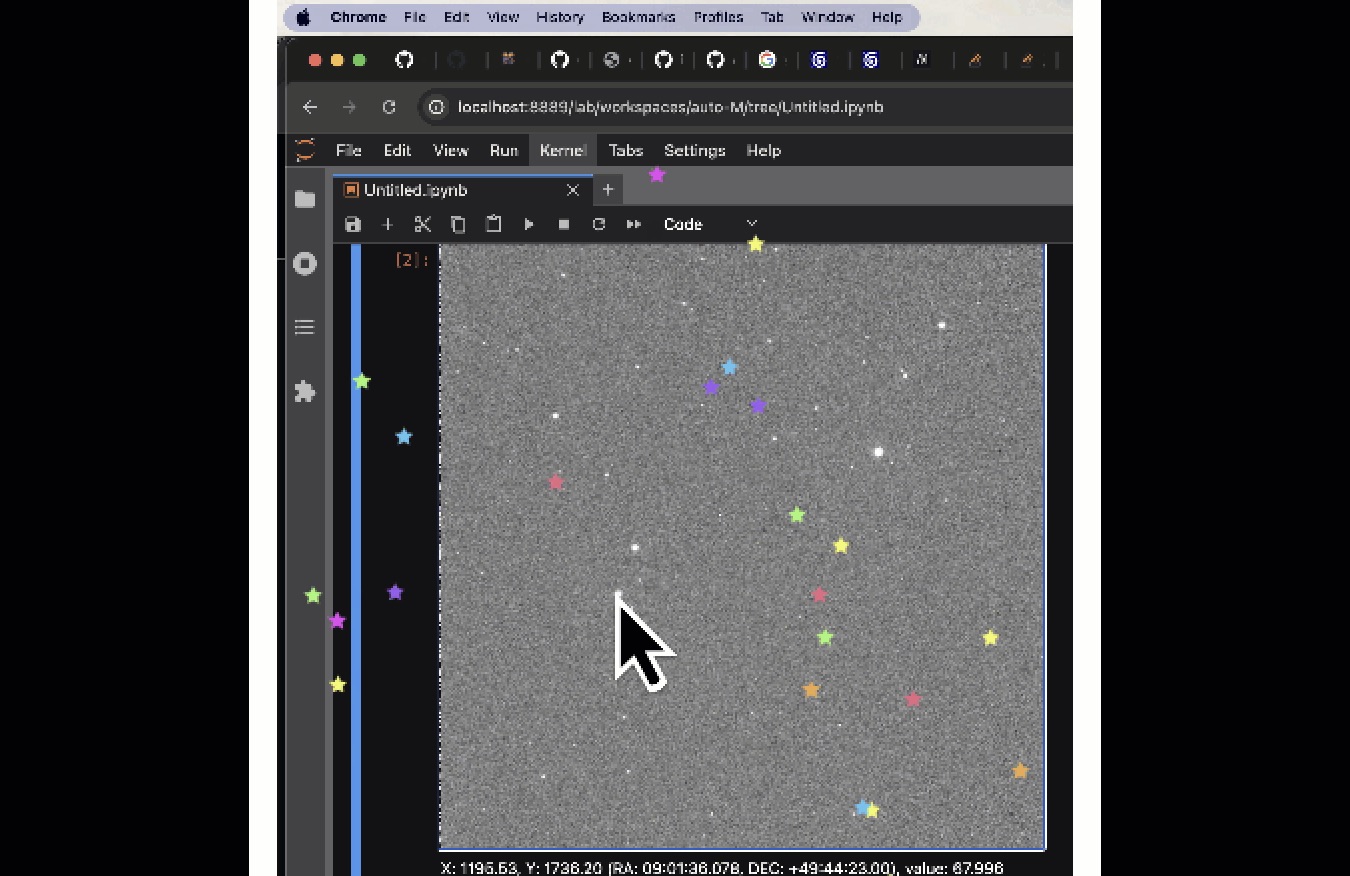 Chrome File Edit View History Bookmarks Profiles Tab Window Help
localhost:8889/lab/workspaces/auto-M/tree/Untitled.ipynb
File Edit View Run Kernel Tabs Settings Help
Untitled.ipynb
Code
[2]:
X: 1195.53, Y: 1736.20 (RA: 09:01:36.078, DEC: +49:44:23.00), value: 67.996